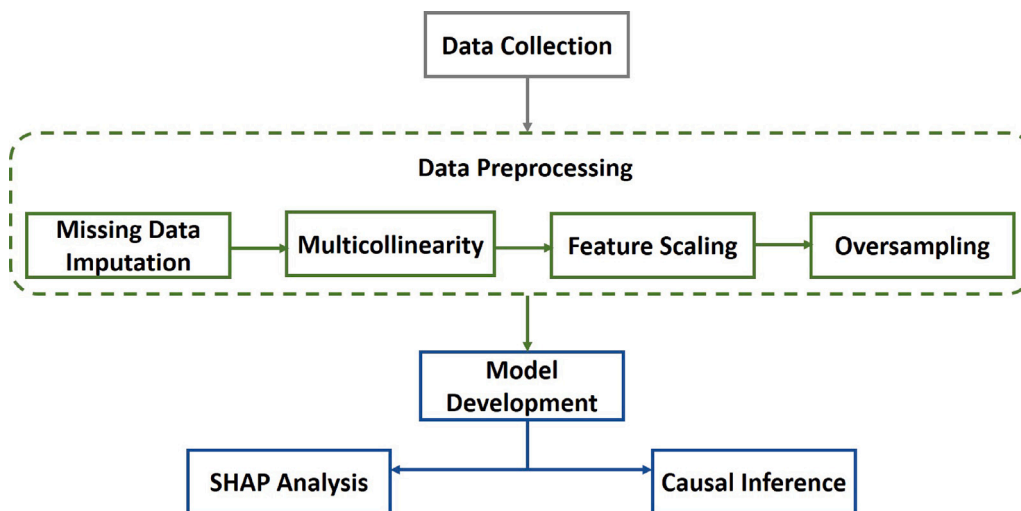 Data Collection
Data Preprocessing
Missing Data
Imputation
Multicollinearity
Feature Scaling
Oversampling
Model
Development
SHAP Analysis
Causal Inference